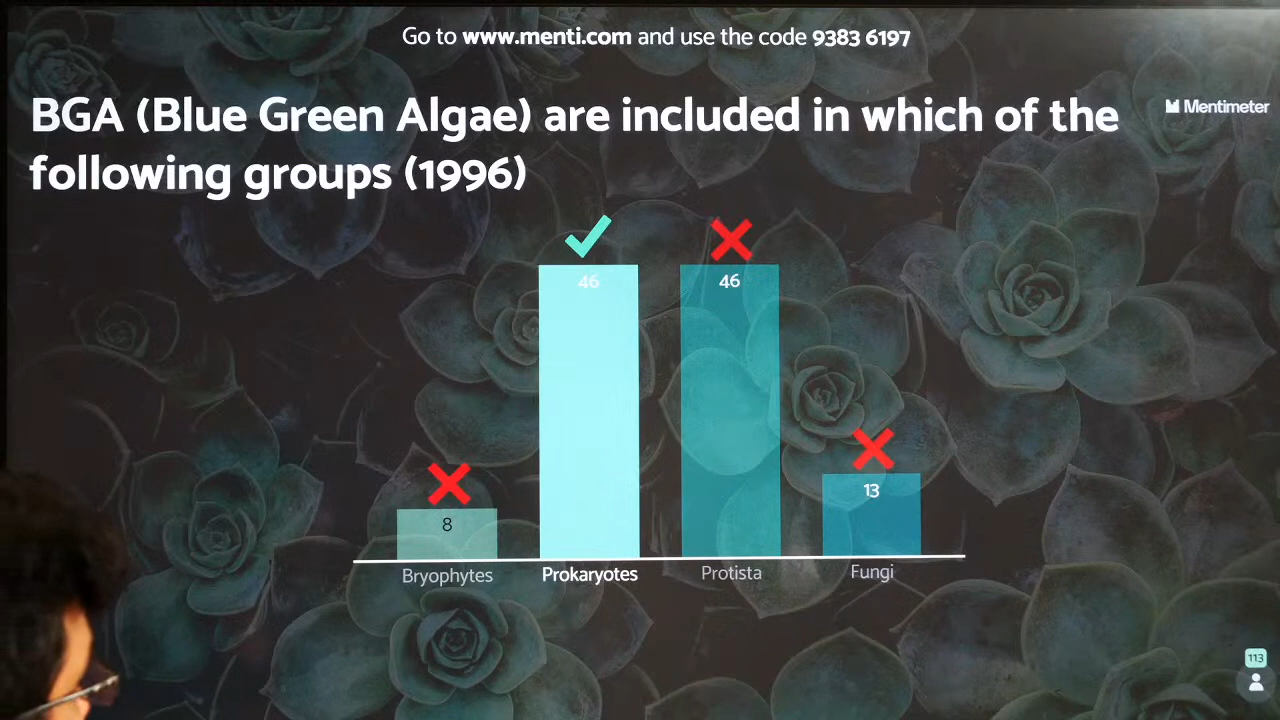 Go to www.menti.com and use the code 9383 6197
BGA (Blue Green Algae) are included in which of the
following groups (1996)
Mentimeter
46
46
13
8
Bryophytes
Prokaryotes
Protista
Fungi
113